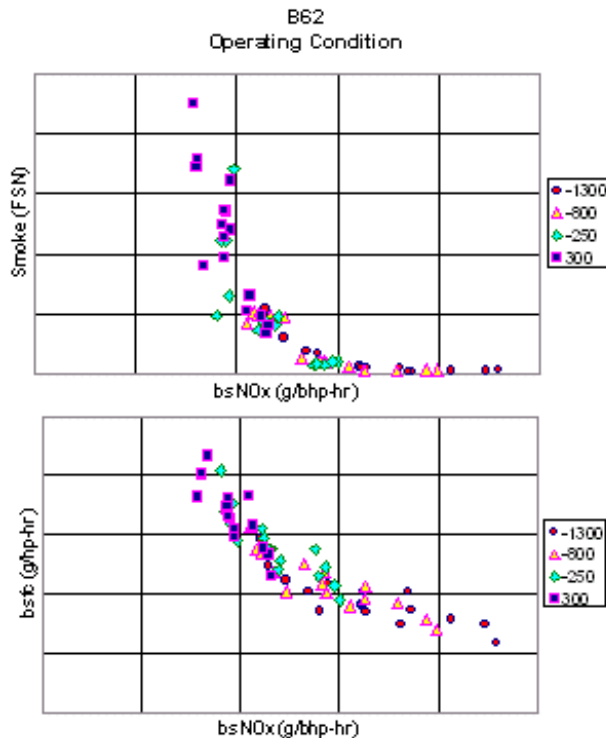 B62
Operating Condition
Smoke (FSN)
-1300
-800
-250
300
bsNOx (g/bhp-hr)
bsfc (g/hp-hr)
-1300
-800
-250
300
bsNOx (g/bhp-hr)